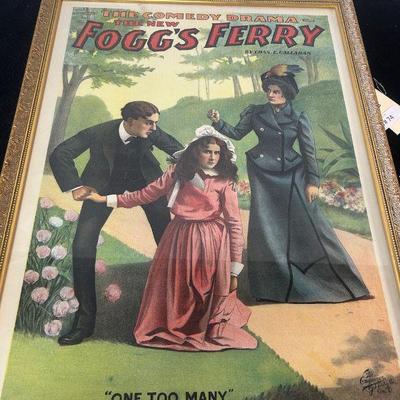 THE COMEDY DRAMA
THE NEW
FOGG'S FERRY
BY CHAS. E. CALLAHAN
"ONE TOO MANY"